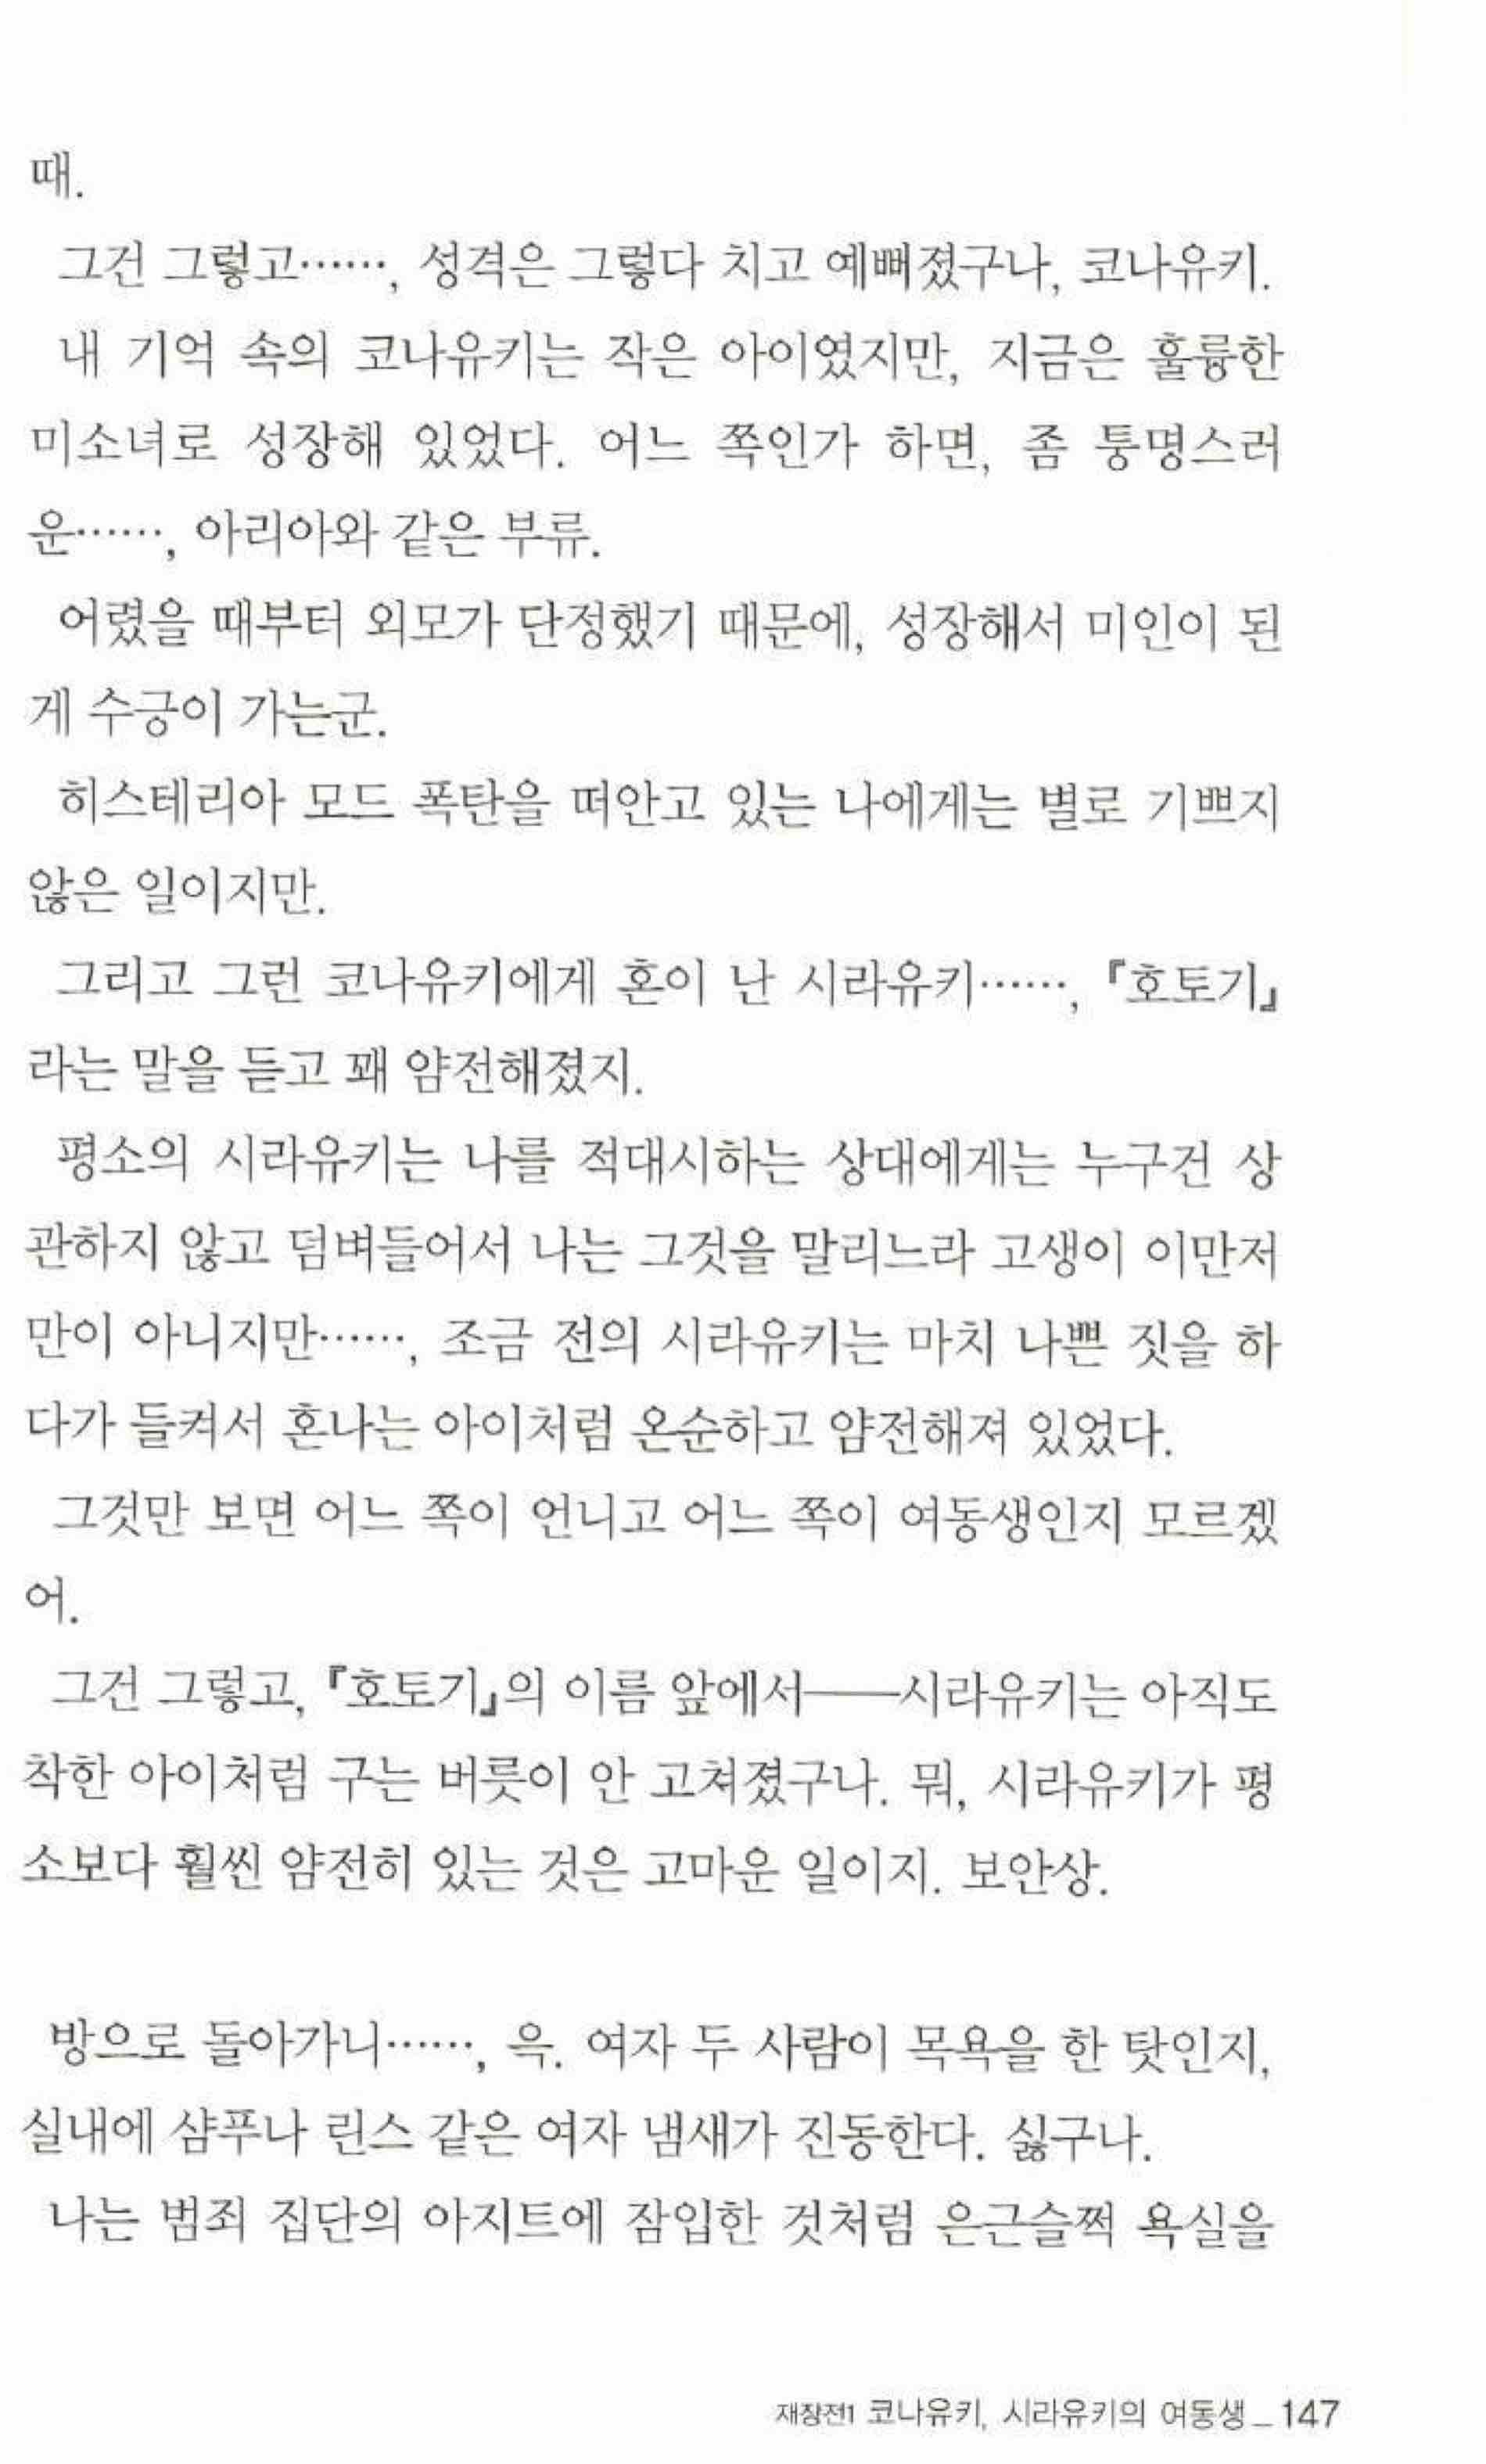 때.
그건 그렇고……, 성격은 그렇다 치고 예뻐졌구나, 코나유키.
내 기억 속의 코나유키는 작은 아이였지만, 지금은 훌륭한
미소녀로 성장해 있었다. 어느 쪽인가 하면, 좀 퉁명스러
운……, 아리아와 같은 부류.
어렸을 때부터 외모가 단정했기 때문에, 성장해서 미인이 된
게 수긍이 가는군.
히스테리아 모드 폭탄을 떠안고 있는 나에게는 별로 기쁘지
않은 일이지만.
그리고 그런 코나유키에게 혼이 난 시라유키……, 『호토기』
라는 말을 듣고 꽤 얌전해졌지.
평소의 시라유키는 나를 적대시하는 상대에게는 누구건 상
관하지 않고 덤벼들어서 나는 그것을 말리느라 고생이 이만저
만이 아니지만……, 조금 전의 시라유키는 마치 나쁜 짓을 하
다가 들켜서 혼나는 아이처럼 온순하고 얌전해져 있었다.
그것만 보면 어느 쪽이 언니고 어느 쪽이 여동생인지 모르겠
어.
그건 그렇고, 『호토기』의 이름 앞에서──시라유키는 아직도
착한 아이처럼 구는 버릇이 안 고쳐졌구나. 뭐, 시라유키가 평
소보다 훨씬 얌전히 있는 것은 고마운 일이지. 보안상.
방으로 돌아가니……, 윽. 여자 두 사람이 목욕을 한 탓인지,
실내에 샴푸나 린스 같은 여자 냄새가 진동한다. 싫구나.
나는 범죄 집단의 아지트에 잠입한 것처럼 은근슬쩍 욕실을
재장전1 코나유키, 시라유키의 여동생_147